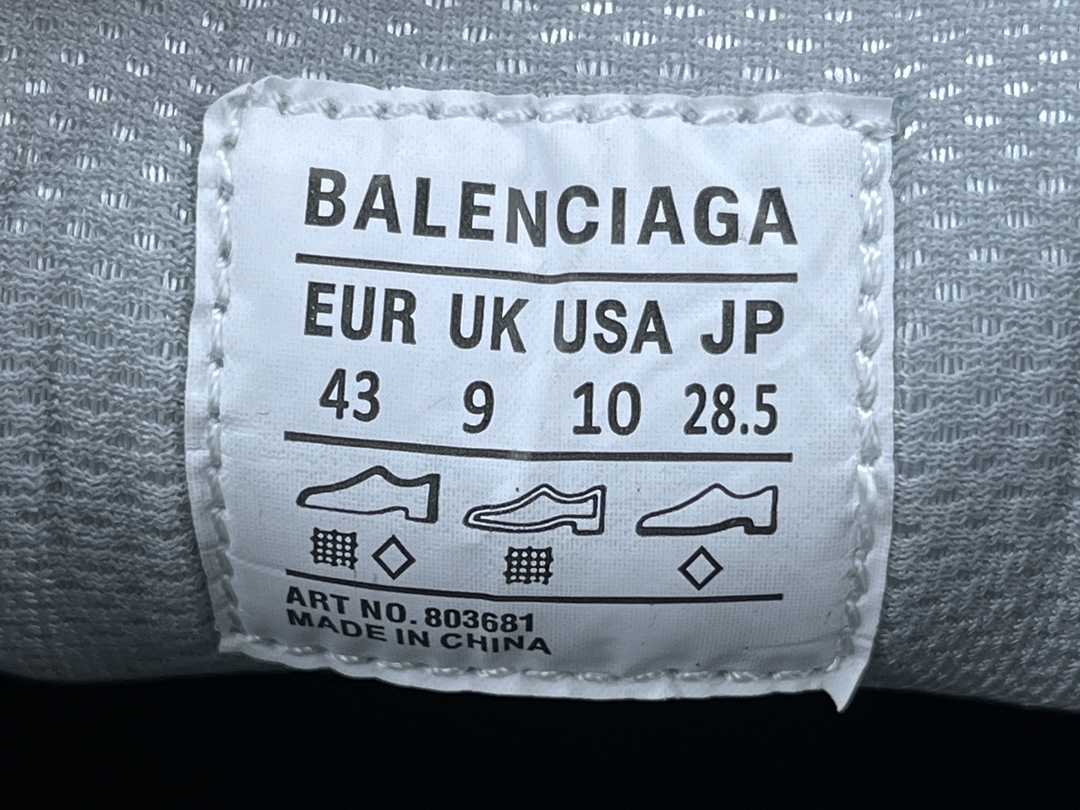 BALENCIAGA
EUR UK USA JP
43 9 10 28.5
ART NO. 803681
MADE IN CHINA